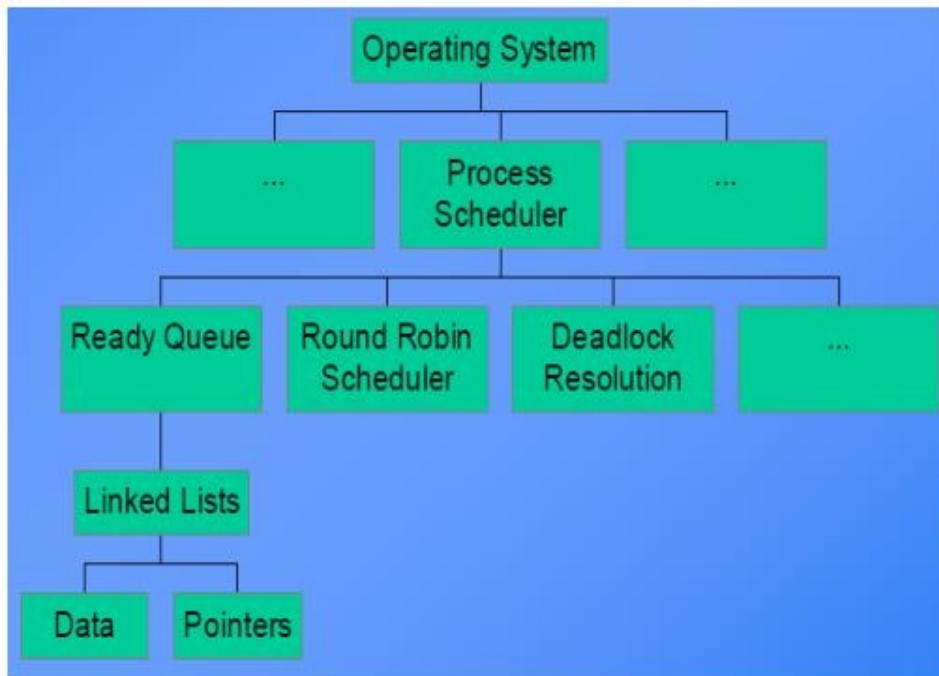 Operating System
...
Process
Scheduler
...
Ready Queue
Round Robin
Scheduler
Deadlock
Resolution
...
Linked Lists
Data
Pointers